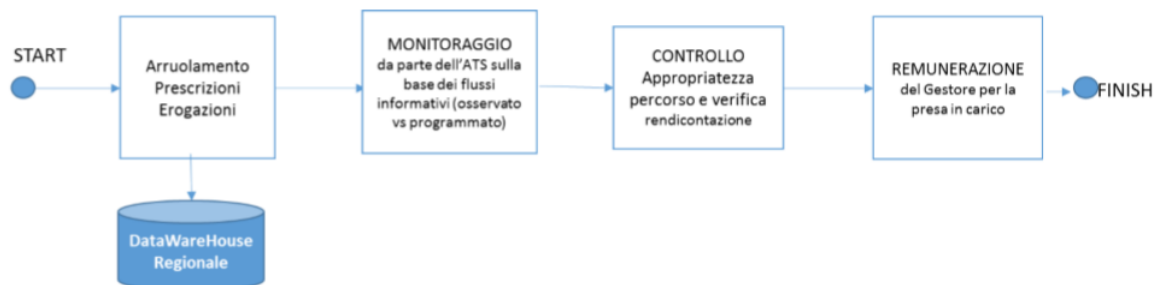 START
Arruolamento
Prescrizioni
Erogazioni
DataWareHouse
Regionale
MONITORAGGIO
da parte dell'ATS sulla
base dei flussi
informativi (osservato
vs programmato)
CONTROLLO
Appropriatezza
percorso e verifica
rendicontazione
REMUNERAZIONE
del Gestore per la
presa in carico
FINISH